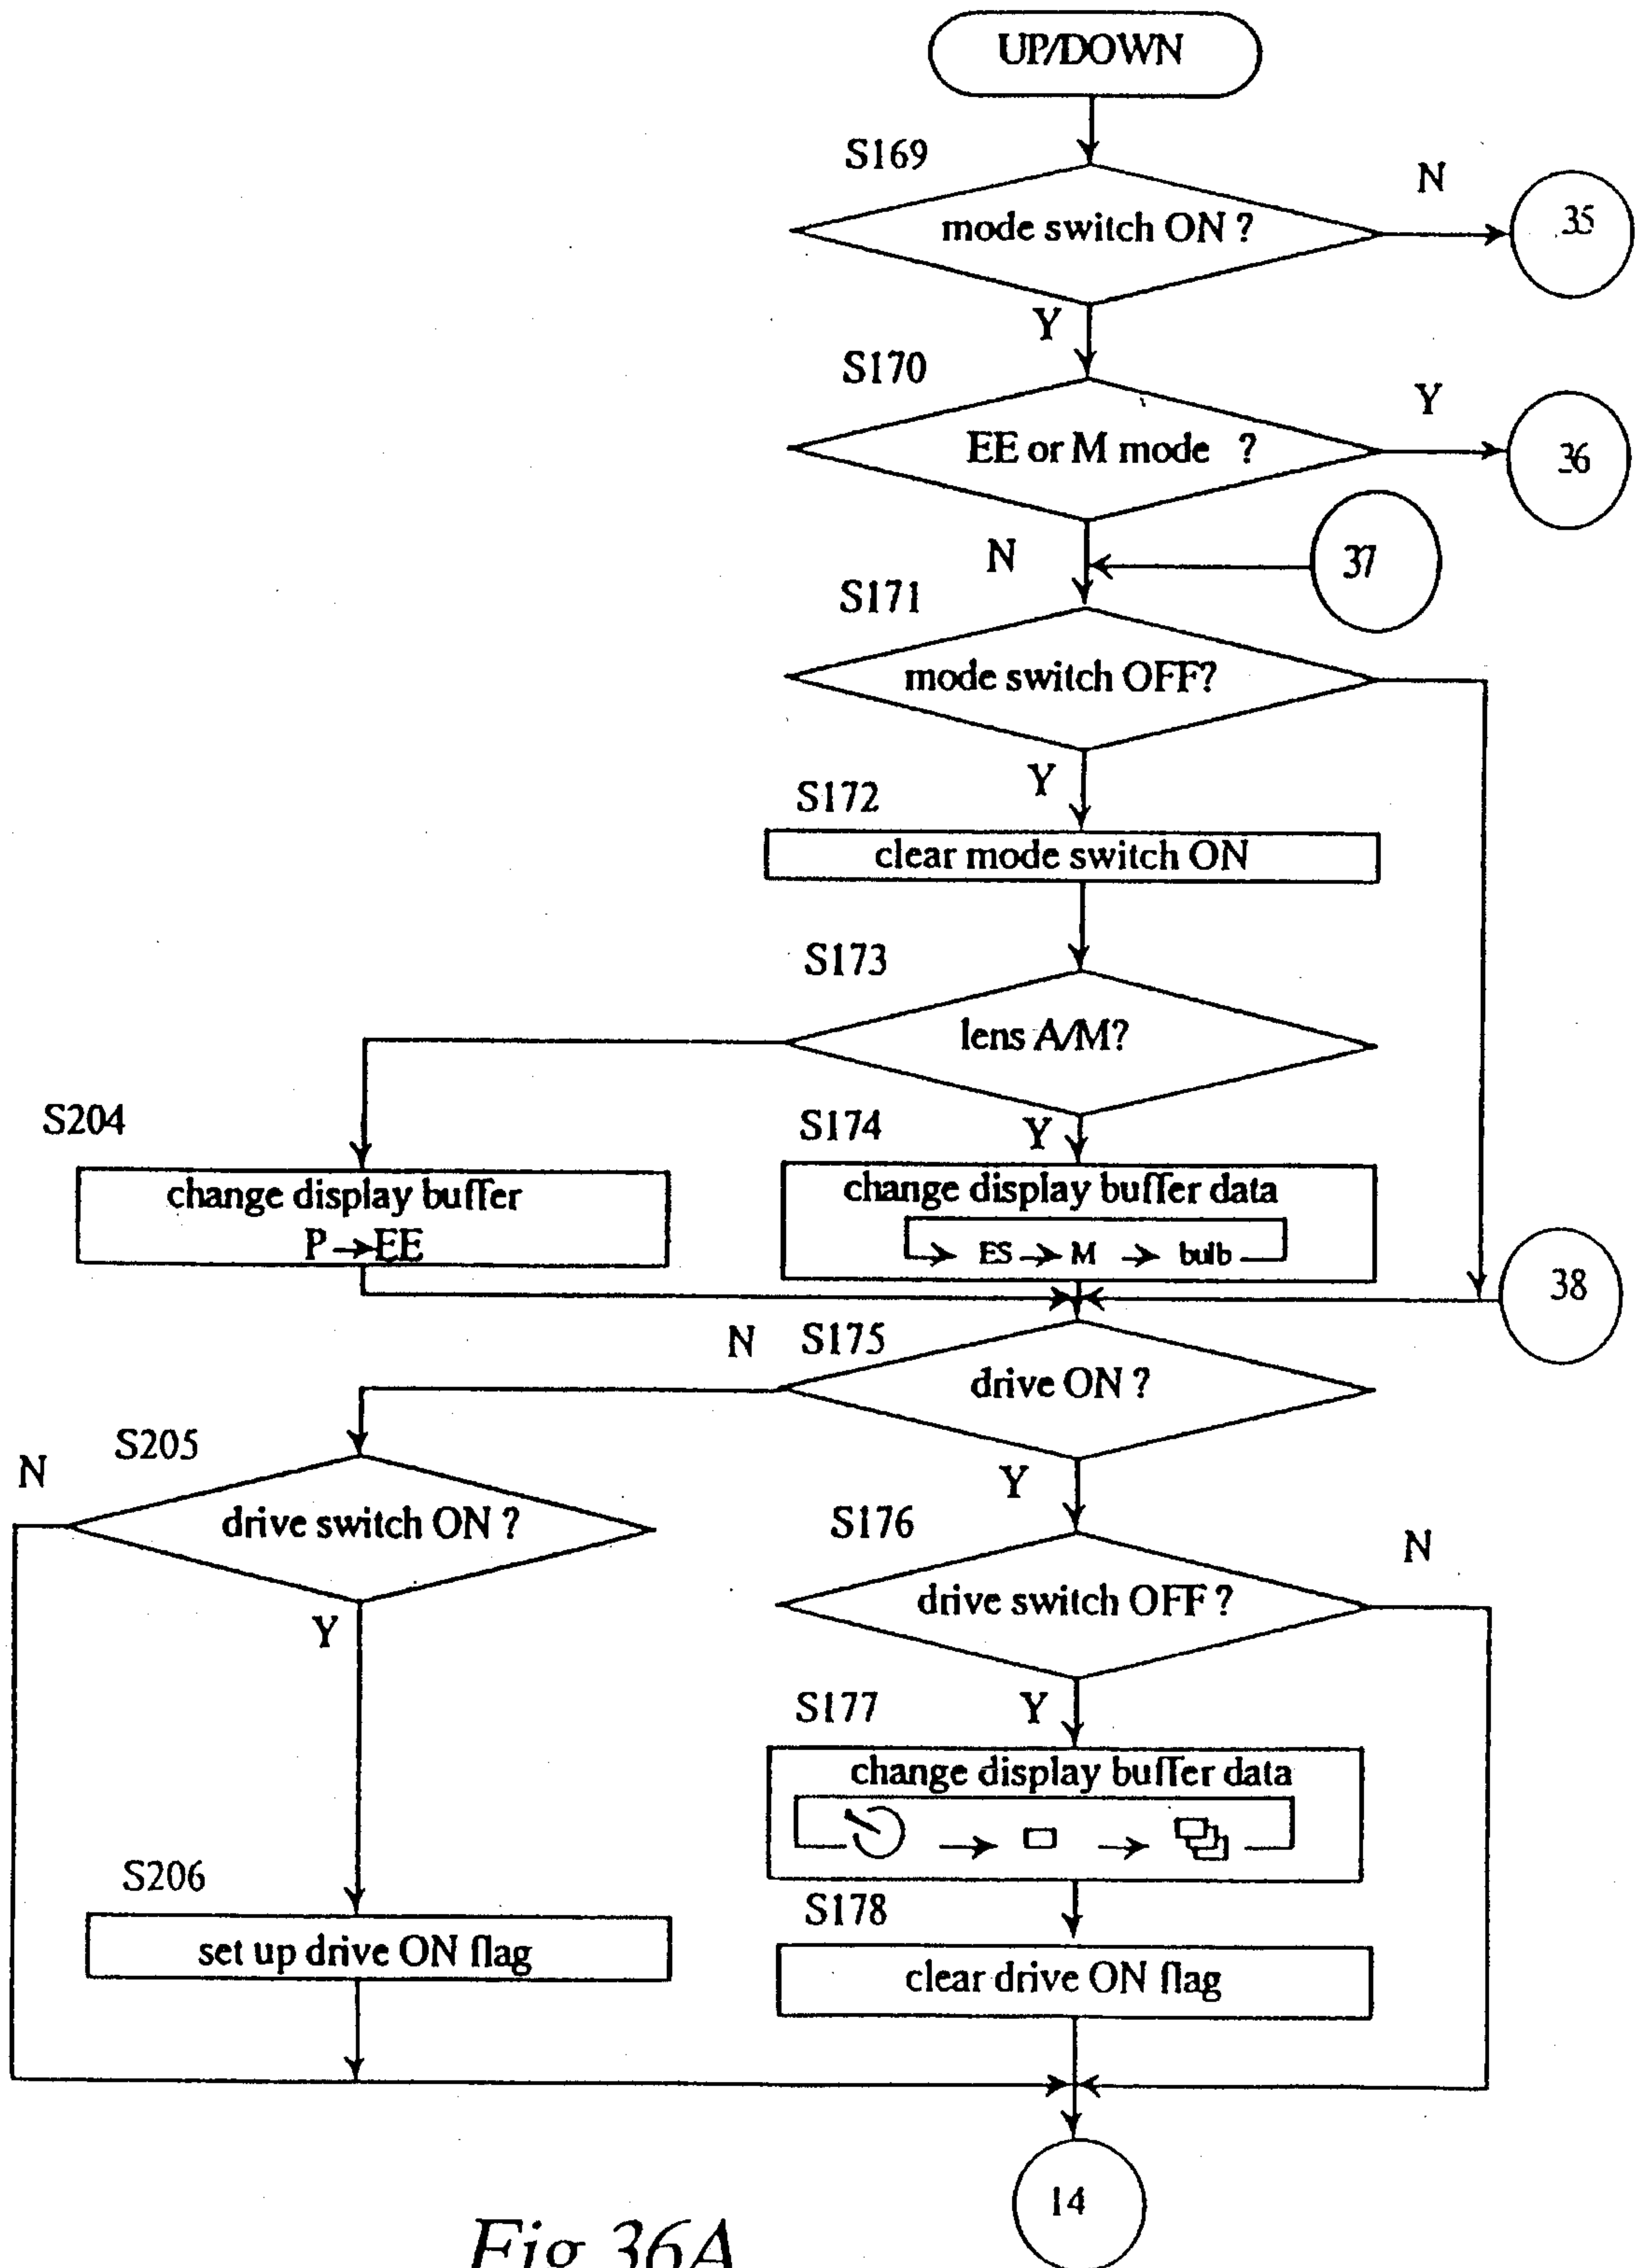 UP/DOWN
S169
N
mode switch ON ?
35
Y
S170
Y
EE or M mode ?
36
N
37
S171
mode switch OFF?
Y
S172
clear mode switch ON
S173
lens A/M?
S204
S174
Y
change display buffer
P → EE
change display buffer data
→ ES → M → bulb
38
N
S175
drive ON ?
S205
N
Y
drive switch ON ?
S176
N
drive switch OFF ?
Y
S177
Y
change display buffer data
→ →
S206
S178
set up drive ON flag
clear drive ON flag
14
Fig 36A